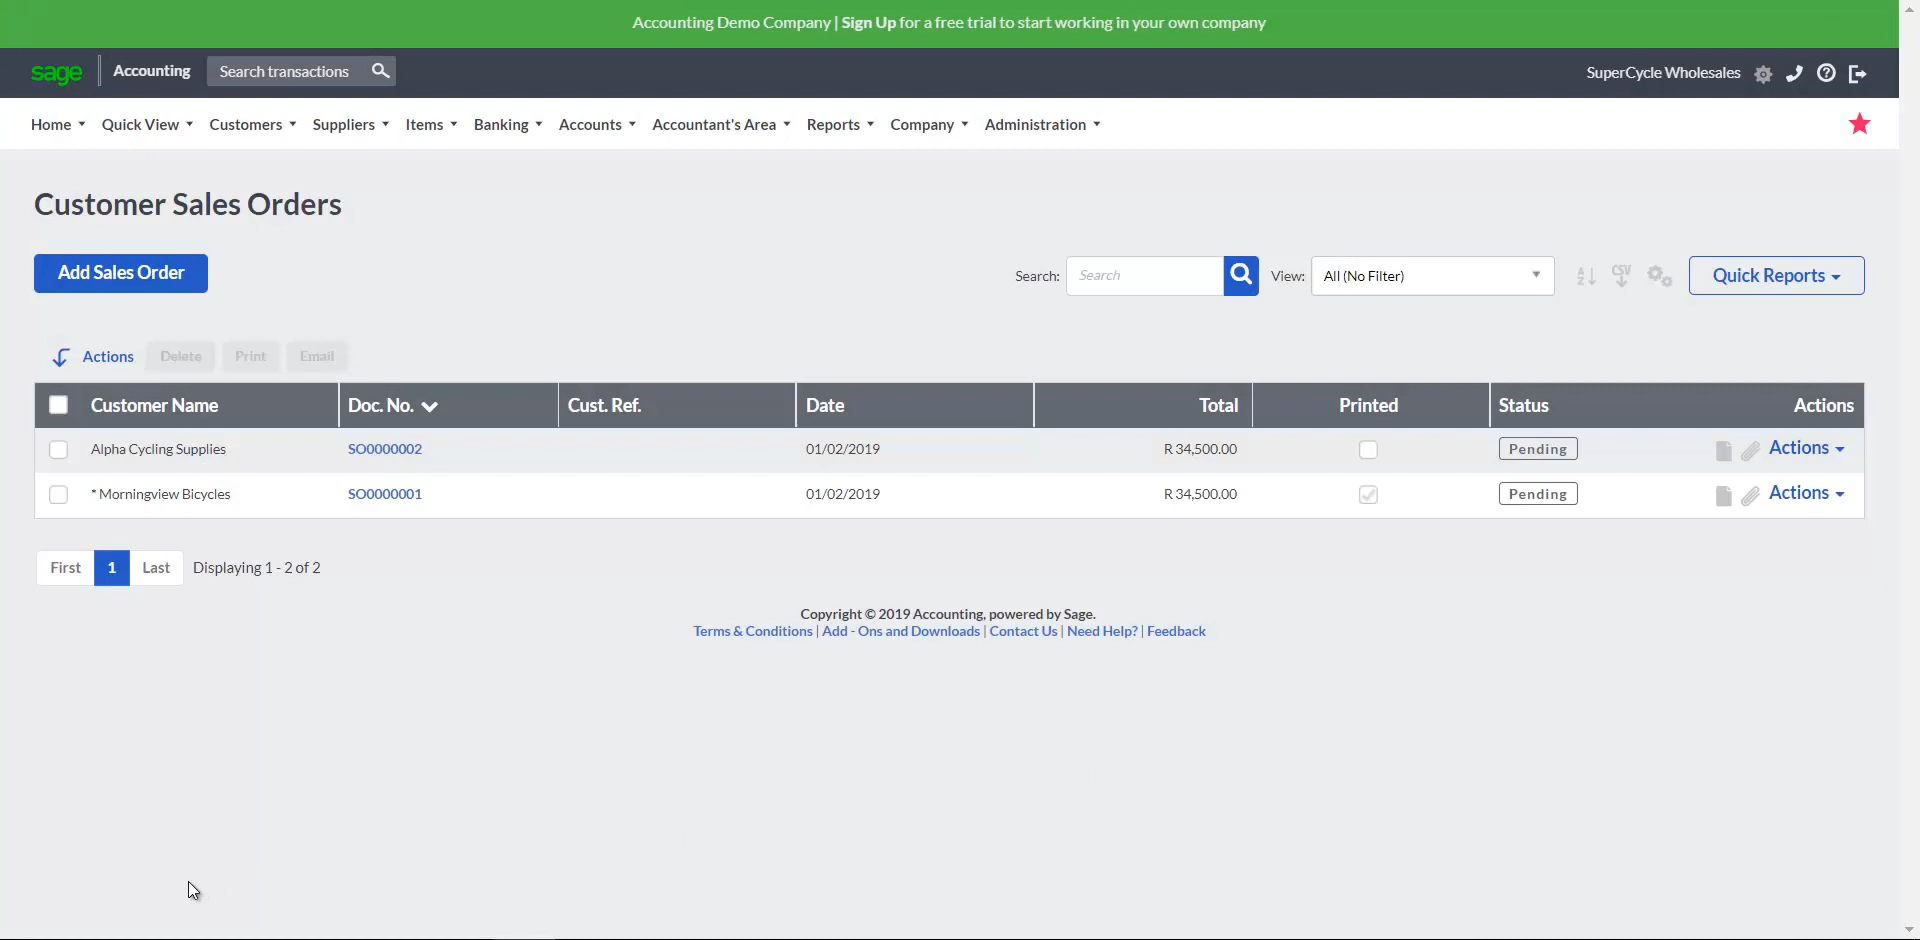 Accounting Demo Company | Sign Up for a free trial to start working in your own company
sage Accounting Search transactions SuperCycle Wholesales
Home Quick View Customers Suppliers Items Banking Accounts Accountant's Area Reports Company Administration
Customer Sales Orders
Add Sales Order Search: Search View: All (No Filter) AZ CSV Quick Reports
Actions Delete Print Email
Customer Name Doc. No. Cust. Ref. Date Total Printed Status Actions
Alpha Cycling Supplies SO0000002 01/02/2019 R 34,500.00 Pending Actions
* Morningview Bicycles SO0000001 01/02/2019 R 34,500.00 Pending Actions
First 1 Last Displaying 1 - 2 of 2
Copyright © 2019 Accounting, powered by Sage.
Terms & Conditions | Add - Ons and Downloads | Contact Us | Need Help? | Feedback